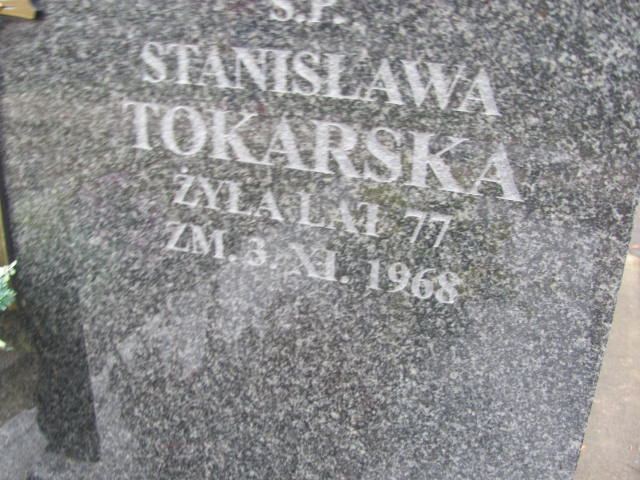 Ś.P.
STANISŁAWA
TOKARSKA
ŻYŁA LAT 77
ZM. 3. XI. 1968